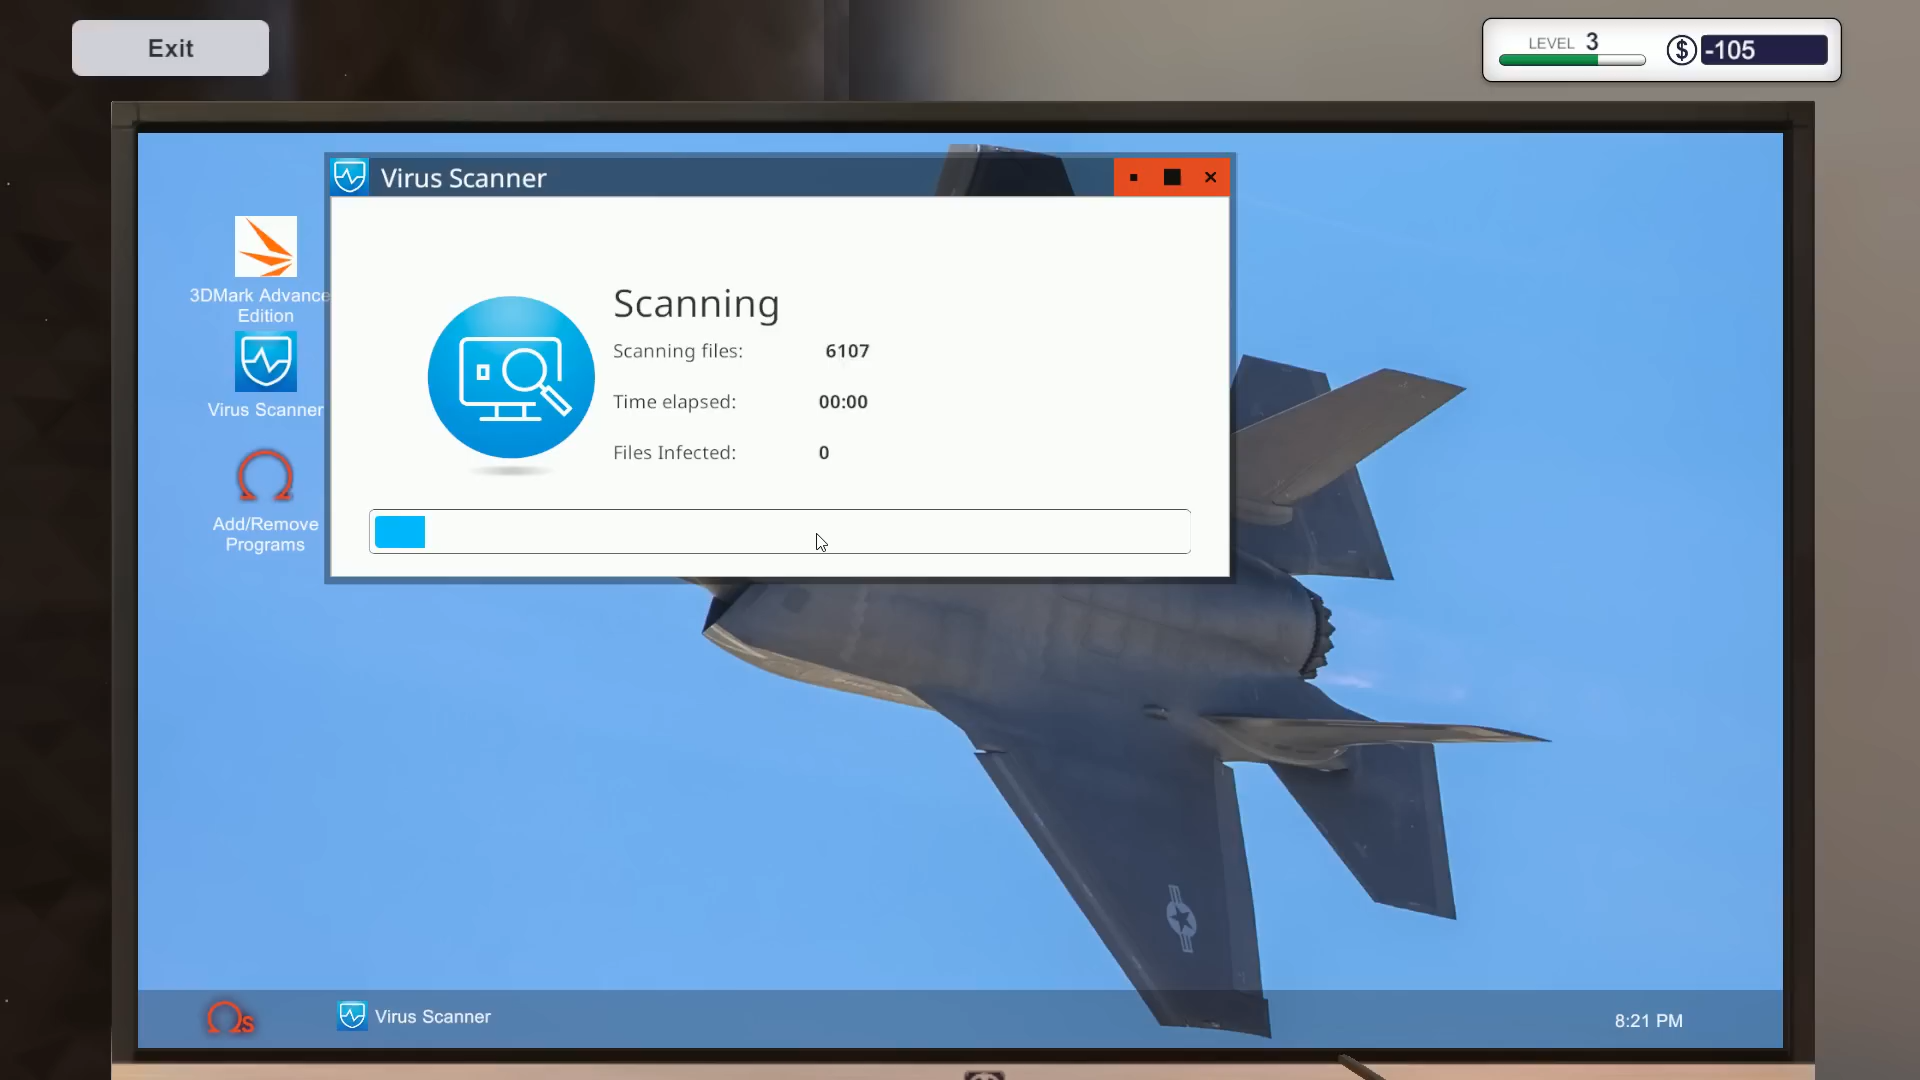 Exit
LEVEL 3
$ -105
Virus Scanner
3DMark Advance
Edition
Virus Scanner
Add/Remove
Programs
Scanning
Scanning files: 6107
Time elapsed: 00:00
Files Infected: 0
Ωs
Virus Scanner
8:21 PM